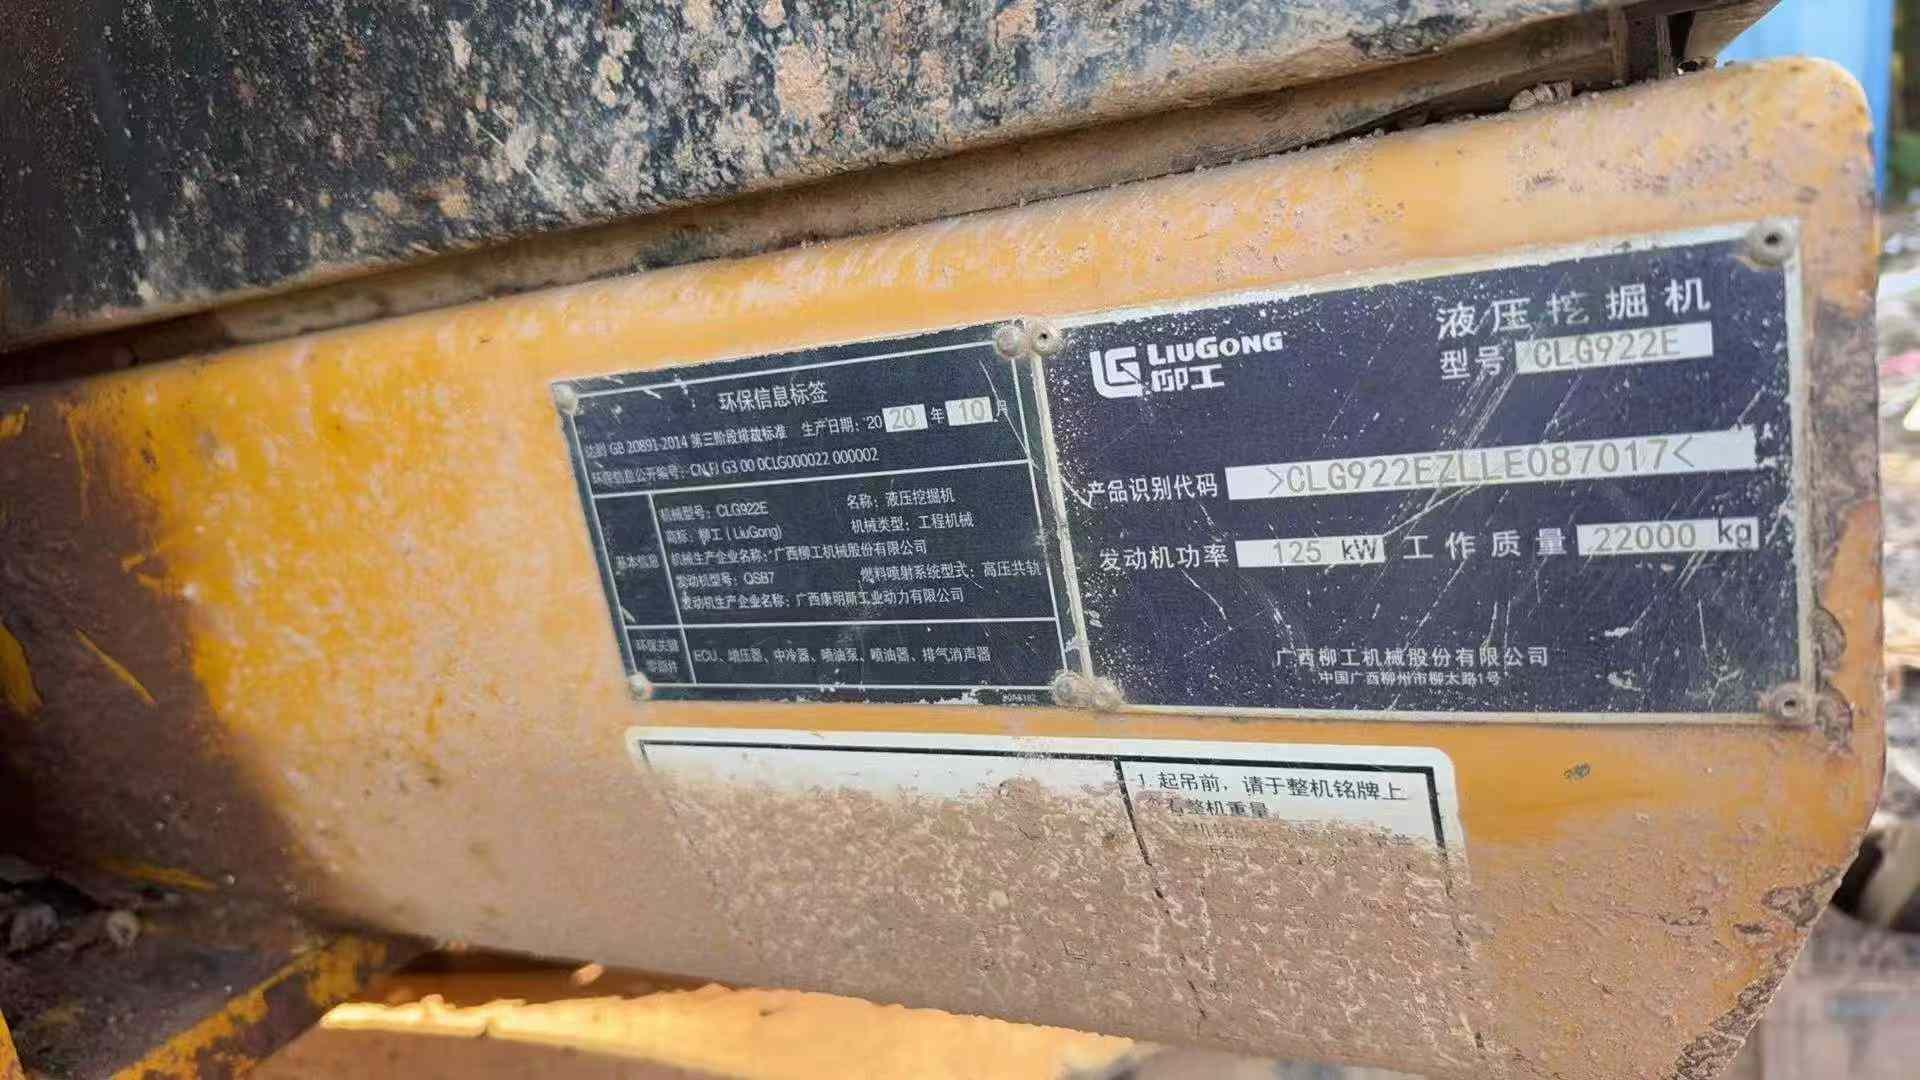 环保信息标签
GB 20891-2014 第三阶段排放标准 生产日期: 2020年10月
环保信息公开编号: CN FJ G3 00 0CLG000022 000002
基本信息
机械型号: CLG922E 名称: 液压挖掘机
商标: 柳工(LiuGong) 机械类型: 工程机械
机械生产企业名称: 广西柳工机械股份有限公司
发动机型号: QSB7 燃料喷射系统型式: 高压共轨
发动机生产企业名称: 广西康明斯工业动力有限公司
环保关键
零部件
ECU、增压器、中冷器、喷油泵、喷油器、排气消声器
LIUGONG
柳工
液压挖掘机
型号 CLG922E
产品识别代码 >CLG922EZLLE087017<
发动机功率 125 kW 工作质量 22000 kg
广西柳工机械股份有限公司
中国广西柳州市柳太路1号
1. 起吊前，请于整机铭牌上
整机重量